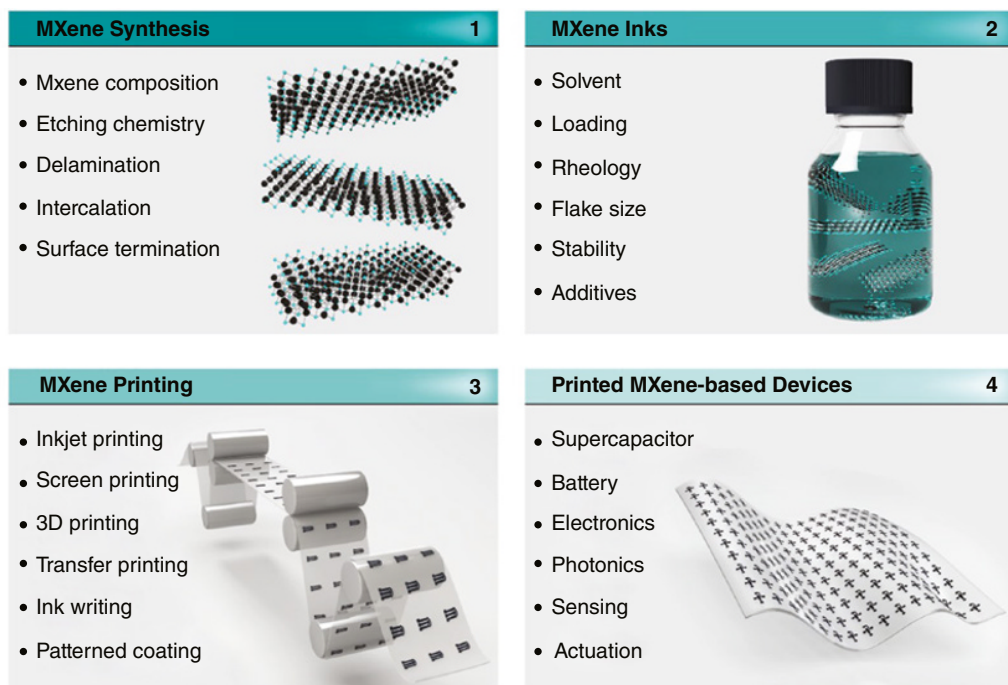 MXene Synthesis 1
• Mxene composition
• Etching chemistry
• Delamination
• Intercalation
• Surface termination
MXene Inks 2
• Solvent
• Loading
• Rheology
• Flake size
• Stability
• Additives
MXene Printing 3
• Inkjet printing
• Screen printing
• 3D printing
• Transfer printing
• Ink writing
• Patterned coating
Printed MXene-based Devices 4
• Supercapacitor
• Battery
• Electronics
• Photonics
• Sensing
• Actuation